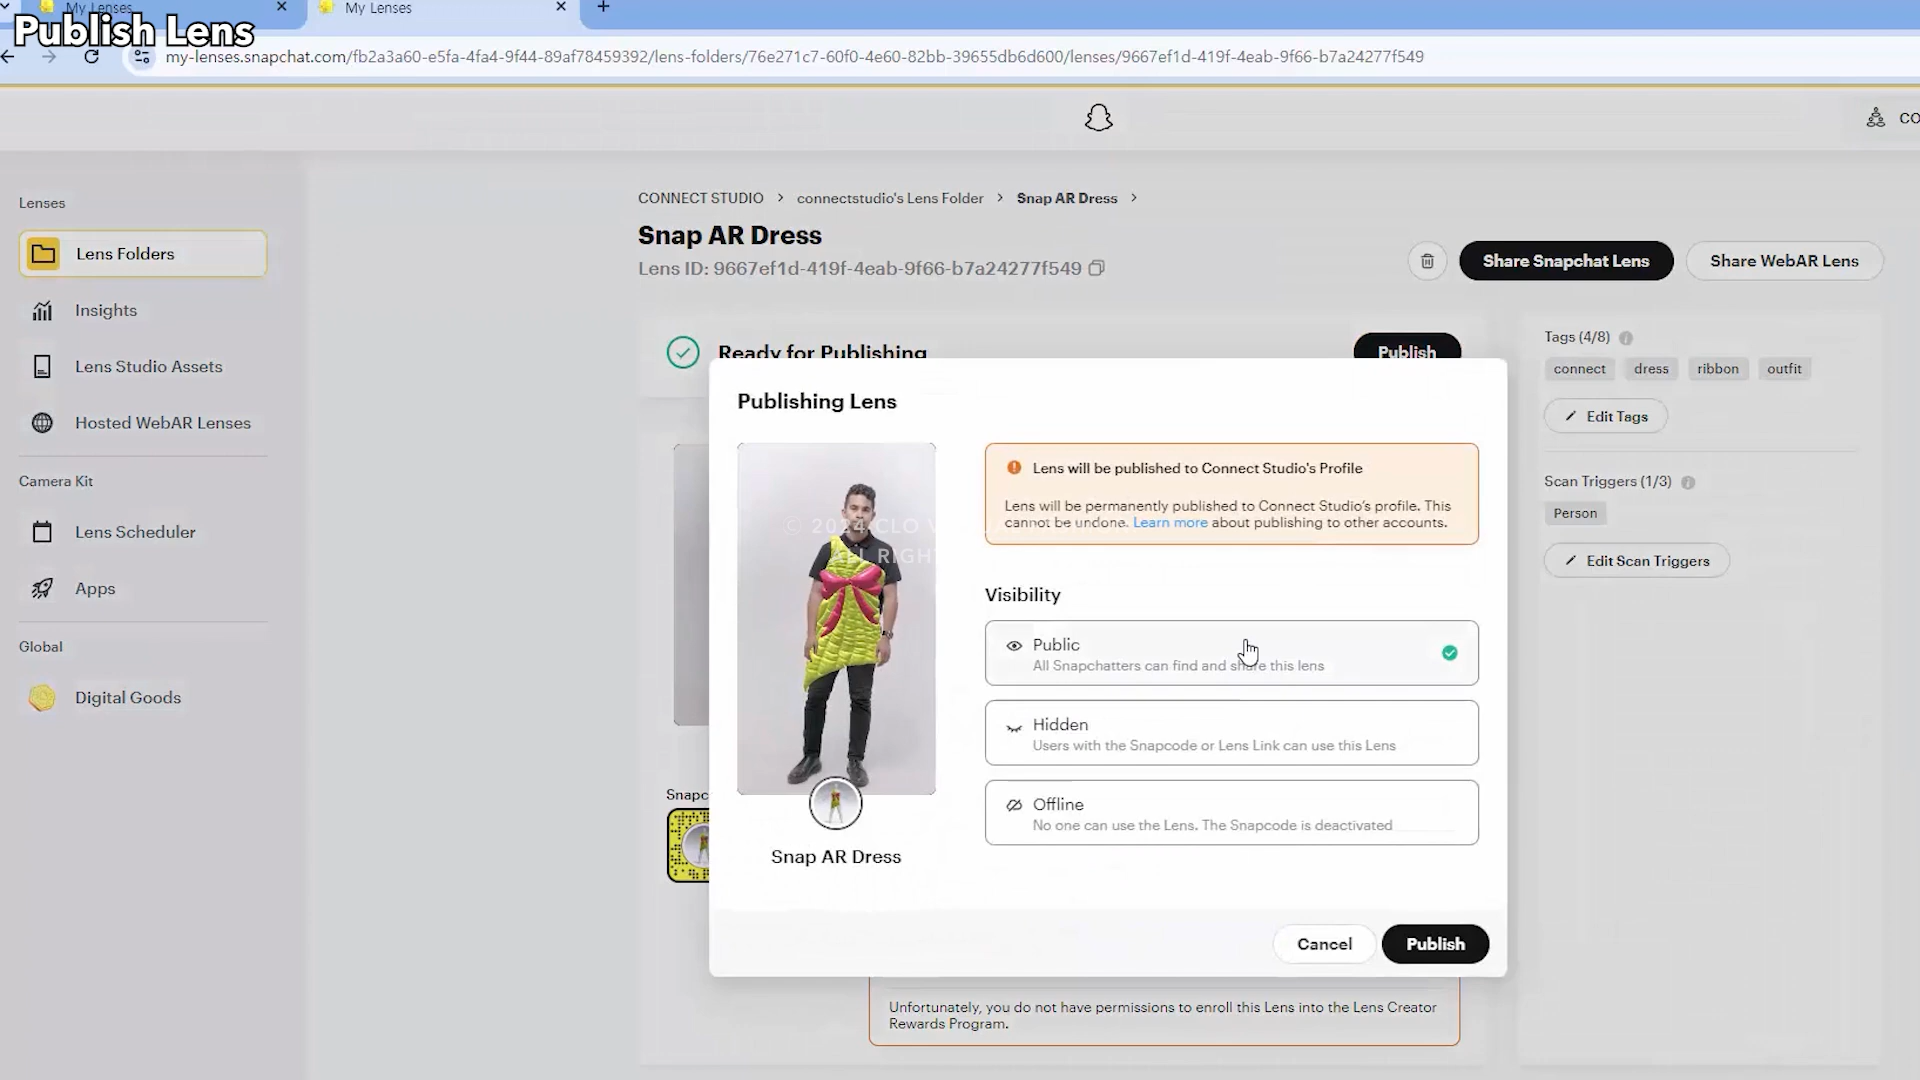 My Lenses
My Lenses
Publish Lens
my-lenses.snapchat.com/fb2a3a60-e5fa-4fa4-9f44-89af78459392/lens-folders/76e271c7-60f0-4e60-82bb-39655db6d600/lenses/9667ef1d-419f-4eab-9f66-b7a24277f549
CO
Lenses
Lens Folders
Insights
Lens Studio Assets
Hosted WebAR Lenses
Camera Kit
Lens Scheduler
Apps
Global
Digital Goods
CONNECT STUDIO > connectstudio's Lens Folder > Snap AR Dress >
Snap AR Dress
Lens ID: 9667ef1d-419f-4eab-9f66-b7a24277f549
Share Snapchat Lens
Share WebAR Lens
Ready for Publishing
Publish
Tags (4/8)
connect dress ribbon outfit
Edit Tags
Scan Triggers (1/3)
Person
Edit Scan Triggers
Publishing Lens
Lens will be published to Connect Studio's Profile
Lens will be permanently published to Connect Studio's profile. This
cannot be undone. Learn more about publishing to other accounts.
© 2024 CLO V
ALL RIGH
Visibility
Public
All Snapchatters can find and share this lens
Hidden
Users with the Snapcode or Lens Link can use this Lens
Offline
No one can use the Lens. The Snapcode is deactivated
Snap AR Dress
Snapc
Cancel
Publish
Unfortunately, you do not have permissions to enroll this Lens into the Lens Creator
Rewards Program.